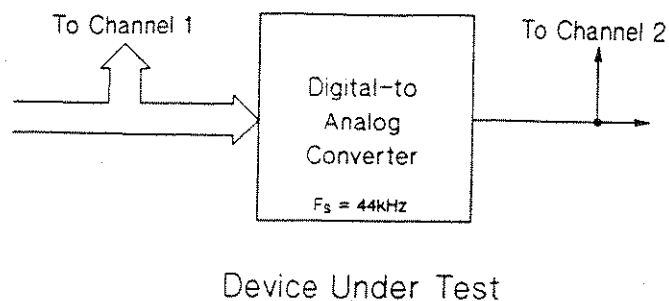 To Channel 1
To Channel 2
Digital-to
Analog
Converter
Fs = 44kHz
Device Under Test